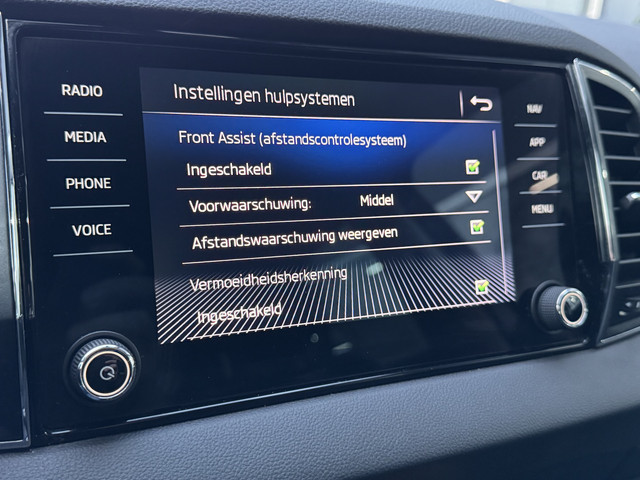 Instellingen hulpsystemen
RADIO
MEDIA
PHONE
VOICE
Front Assist (afstandscontrolesysteem)
Ingeschakeld
Voorwaarschuwing: Middel
Afstandswaarschuwing weergeven
Vermoeidheidsherkenning
Ingeschakeld
NAV
APP
CAR
MENU